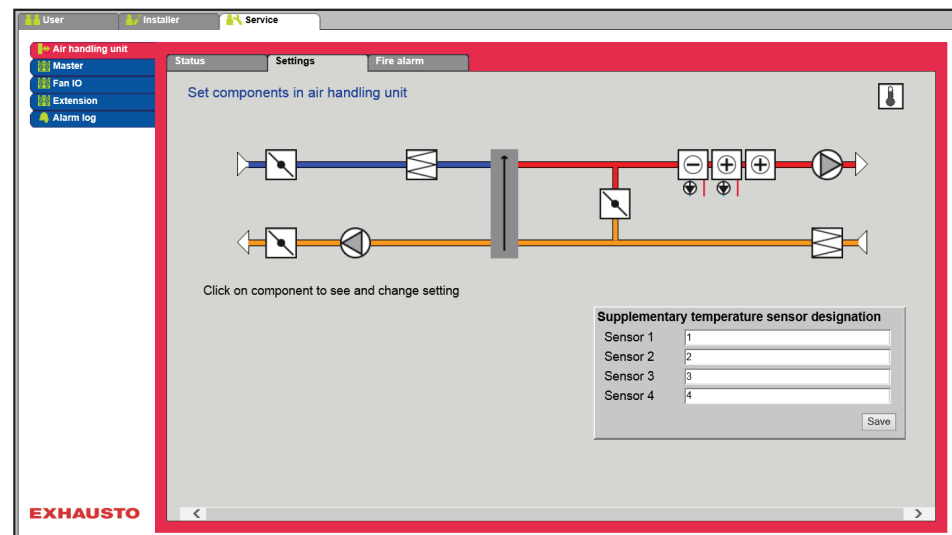 User
Installer
Service
Air handling unit
Master
Fan IO
Extension
Alarm log
Status
Settings
Fire alarm
Set components in air handling unit
Click on component to see and change setting
Supplementary temperature sensor designation
Sensor 1 1
Sensor 2 2
Sensor 3 3
Sensor 4 4
Save
EXHAUSTO